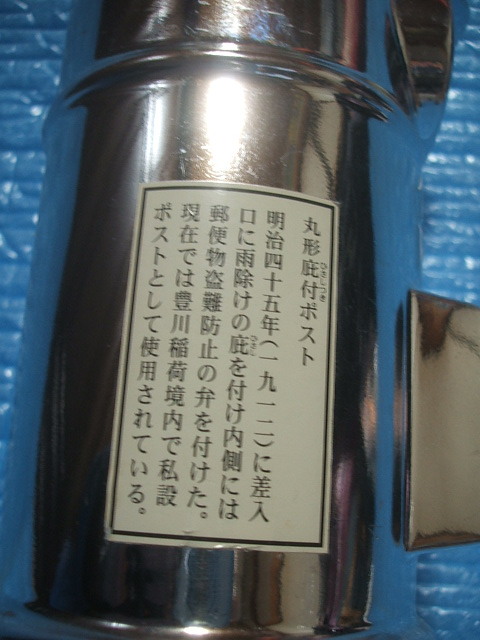 丸形庇付ポスト
明治四十五年(一九一二)に差入
口に雨除けの庇を付け内側には
郵便物盗難防止の弁を付けた。
現在では豊川稲荷境内で私設
ポストとして使用されている。